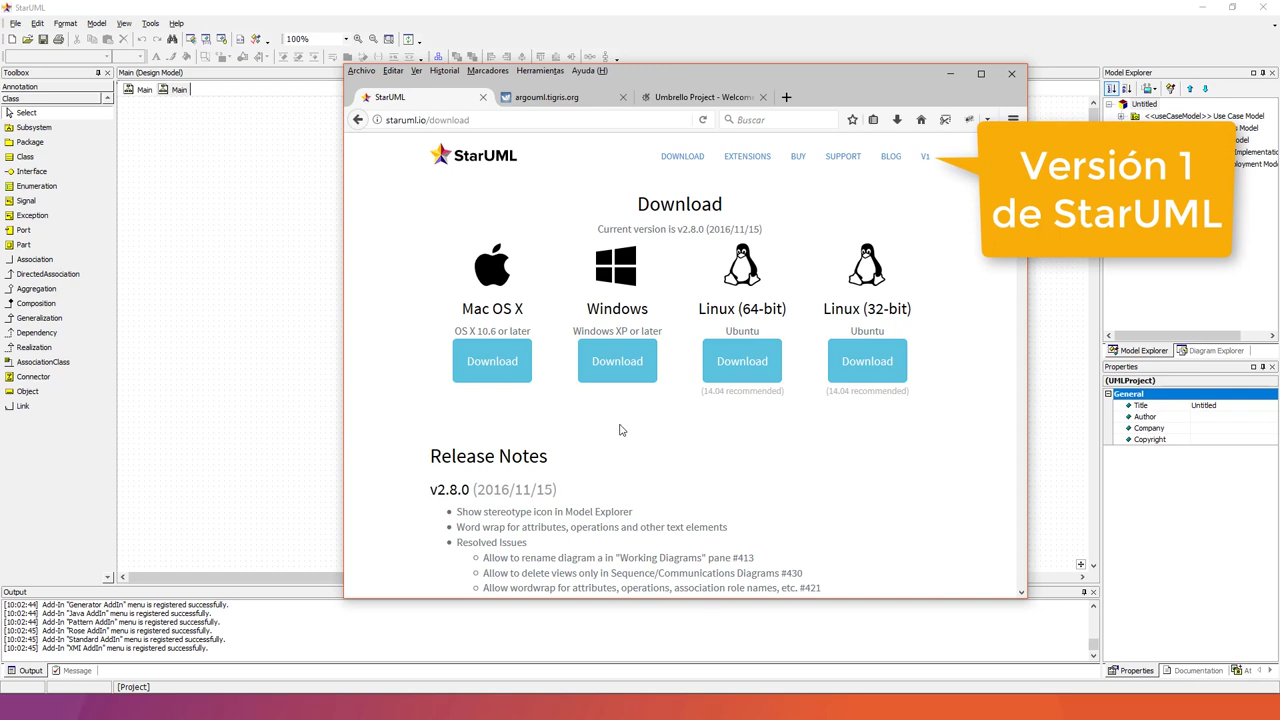 StarUML
File Edit Format Model View Tools Help
100%
Toolbox
Annotation
Class
Select
Subsystem
Package
Class
Interface
Enumeration
Signal
Exception
Port
Part
Association
DirectedAssociation
Aggregation
Composition
Generalization
Dependency
Realization
AssociationClass
Connector
Object
Link
Main (Design Model)
Main Main
Archivo Editar Ver Historial Marcadores Herramientas Ayuda (H)
StarUML argouml.tigris.org Umbrello Project - Welcome
staruml.io/download Buscar
StarUML DOWNLOAD EXTENSIONS BUY SUPPORT BLOG V1
Versión 1
de StarUML
Download
Current version is v2.8.0 (2016/11/15)
Mac OS X Windows Linux (64-bit) Linux (32-bit)
OS X 10.6 or later Windows XP or later Ubuntu Ubuntu
Download Download Download Download
(14.04 recommended) (14.04 recommended)
Release Notes
v2.8.0 (2016/11/15)
Show stereotype icon in Model Explorer
Word wrap for attributes, operations and other text elements
Resolved Issues
Allow to rename diagram a in "Working Diagrams" pane #413
Allow to delete views only in Sequence/Communications Diagrams #430
Allow wordwrap for attributes, operations, association role names, etc. #421
Model Explorer
Untitled
<<useCaseModel>> Use Case Model
Model Explorer Diagram Explorer
Properties
(UMLProject)
General
Title Untitled
Author
Company
Copyright
Properties Documentation At
Output
[10:02:44] Add-In "Generator AddIn" menu is registered successfully.
[10:02:44] Add-In "Java AddIn" menu is registered successfully.
[10:02:44] Add-In "Pattern AddIn" menu is registered successfully.
[10:02:45] Add-In "Rose AddIn" menu is registered successfully.
[10:02:45] Add-In "Standard AddIn" menu is registered successfully.
[10:02:45] Add-In "XMI AddIn" menu is registered successfully.
Output Message
[Project]